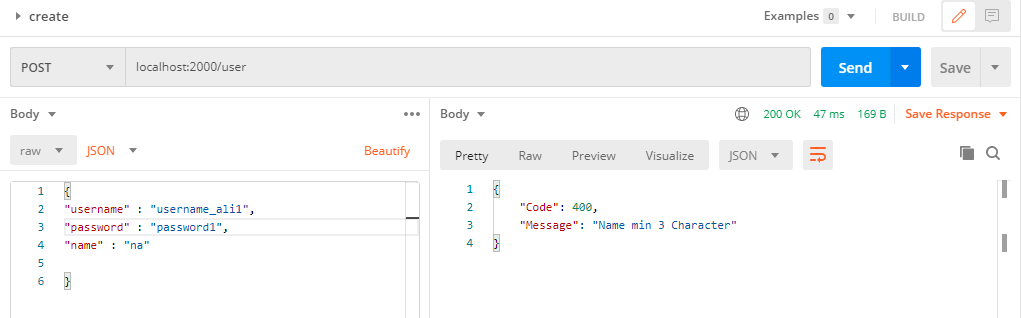 create
Examples 0
BUILD
POST
localhost:2000/user
Send
Save
Body
raw
JSON
Beautify
1 {
2 "username" : "username_ali1",
3 "password" : "password1",
4 "name" : "na"
5
6 }
Body
200 OK 47 ms 169 B Save Response
Pretty Raw Preview Visualize JSON
1 {
2 "Code": 400,
3 "Message": "Name min 3 Character"
4 }